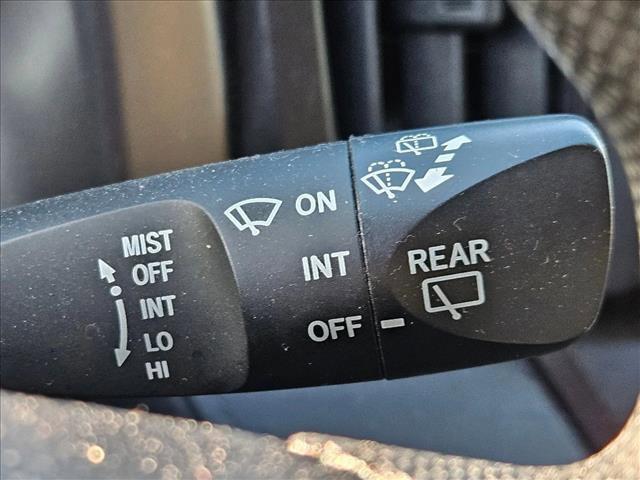 MIST
OFF
INT
LO
HI
ON
INT
OFF
REAR